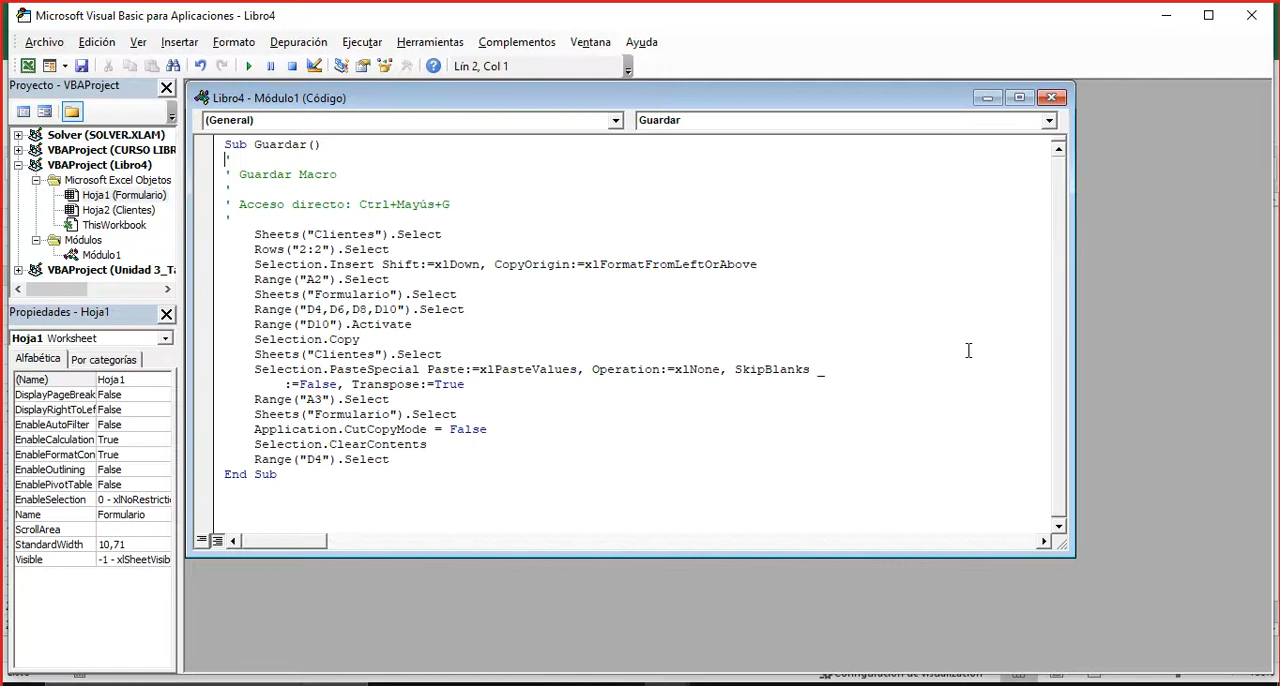 Microsoft Visual Basic para Aplicaciones - Libro4
Archivo Edición Ver Insertar Formato Depuración Ejecutar Herramientas Complementos Ventana Ayuda
Lín 2, Col 1
Proyecto - VBAProject
Solver (SOLVER.XLAM)
VBAProject (CURSO LIBR
VBAProject (Libro4)
Microsoft Excel Objetos
Hoja1 (Formulario)
Hoja2 (Clientes)
ThisWorkbook
Módulos
Módulo1
VBAProject (Unidad 3_Ta
Propiedades - Hoja1
Hoja1 Worksheet
Alfabética Por categorías
(Name) Hoja1
DisplayPageBreak False
DisplayRightToLef False
EnableAutoFilter False
EnableCalculation True
EnableFormatCon True
EnableOutlining False
EnablePivotTable False
EnableSelection 0 - xlNoRestricti
Name Formulario
ScrollArea
StandardWidth 10,71
Visible -1 - xlSheetVisib
Libro4 - Módulo1 (Código)
(General) Guardar
Sub Guardar()
'
' Guardar Macro
'
' Acceso directo: Ctrl+Mayús+G
'
Sheets("Clientes").Select
Rows("2:2").Select
Selection.Insert Shift:=xlDown, CopyOrigin:=xlFormatFromLeftOrAbove
Range("A2").Select
Sheets("Formulario").Select
Range("D4,D6,D8,D10").Select
Range("D10").Activate
Selection.Copy
Sheets("Clientes").Select
Selection.PasteSpecial Paste:=xlPasteValues, Operation:=xlNone, SkipBlanks _
:=False, Transpose:=True
Range("A3").Select
Sheets("Formulario").Select
Application.CutCopyMode = False
Selection.ClearContents
Range("D4").Select
End Sub